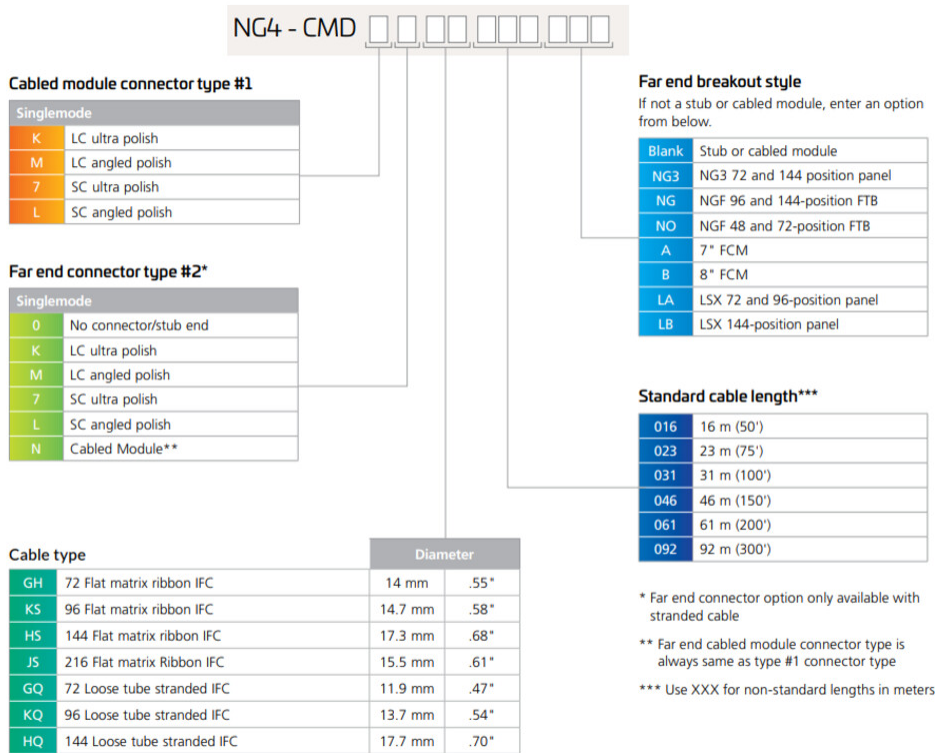 NG4 - CMD
Cabled module connector type #1
Singlemode
K LC ultra polish
M LC angled polish
7 SC ultra polish
L SC angled polish
Far end connector type #2*
Singlemode
0 No connector/stub end
K LC ultra polish
M LC angled polish
7 SC ultra polish
L SC angled polish
N Cabled Module**
Cable type Diameter
GH 72 Flat matrix ribbon IFC 14 mm .55"
KS 96 Flat matrix ribbon IFC 14.7 mm .58"
HS 144 Flat matrix ribbon IFC 17.3 mm .68"
JS 216 Flat matrix Ribbon IFC 15.5 mm .61"
GQ 72 Loose tube stranded IFC 11.9 mm .47"
KQ 96 Loose tube stranded IFC 13.7 mm .54"
HQ 144 Loose tube stranded IFC 17.7 mm .70"
Far end breakout style
If not a stub or cabled module, enter an option
from below.
Blank Stub or cabled module
NG3 NG3 72 and 144 position panel
NG NGF 96 and 144-position FTB
NO NGF 48 and 72-position FTB
A 7" FCM
B 8" FCM
LA LSX 72 and 96-position panel
LB LSX 144-position panel
Standard cable length***
016 16 m (50')
023 23 m (75')
031 31 m (100')
046 46 m (150')
061 61 m (200')
092 92 m (300')
* Far end connector option only available with
stranded cable
** Far end cabled module connector type is
always same as type #1 connector type
*** Use XXX for non-standard lengths in meters